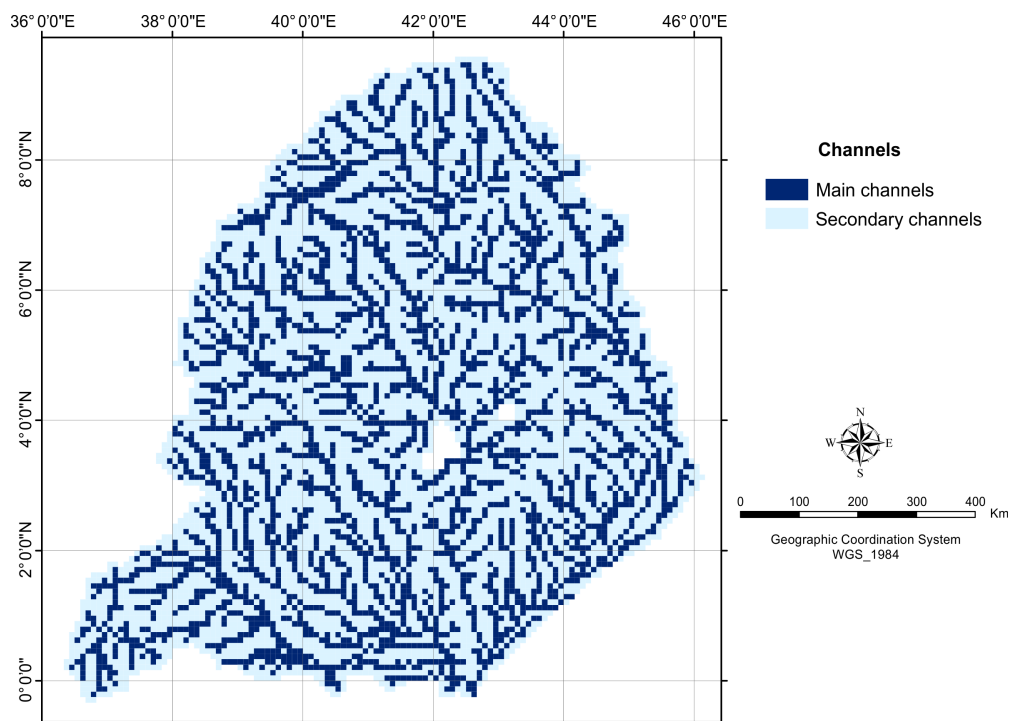 36°0'0"E 38°0'0"E 40°0'0"E 42°0'0"E 44°0'0"E 46°0'0"E
8°0'0"N
6°0'0"N
4°0'0"N
2°0'0"N
0°0'0"
Channels
Main channels
Secondary channels
N
W E
S
0 100 200 300 400
Km
Geographic Coordination System
WGS_1984